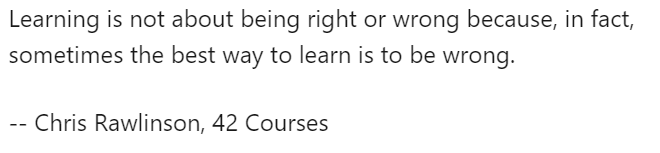 Learning is not about being right or wrong because, in fact,
sometimes the best way to learn is to be wrong.
-- Chris Rawlinson, 42 Courses